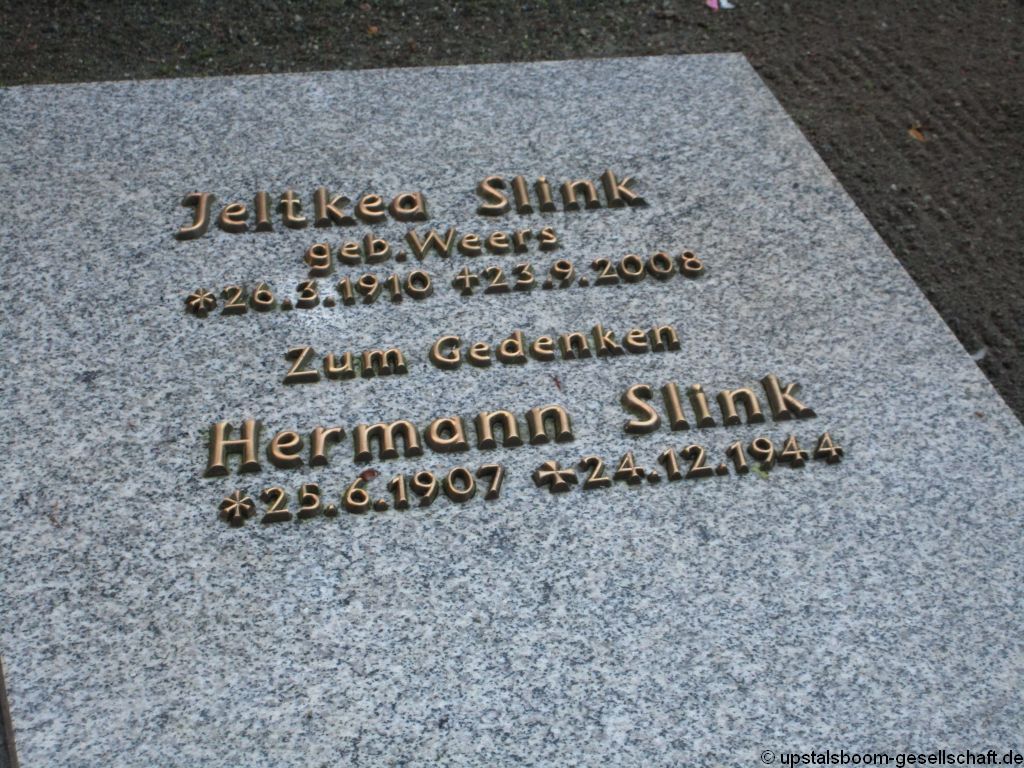 Jeltkea Slink
geb. Weers
*26.3.1910 †23.9.2008
Zum Gedenken
Hermann Slink
*25.6.1907 ✠24.12.1944
© upstalsboom-gesellschaft.de